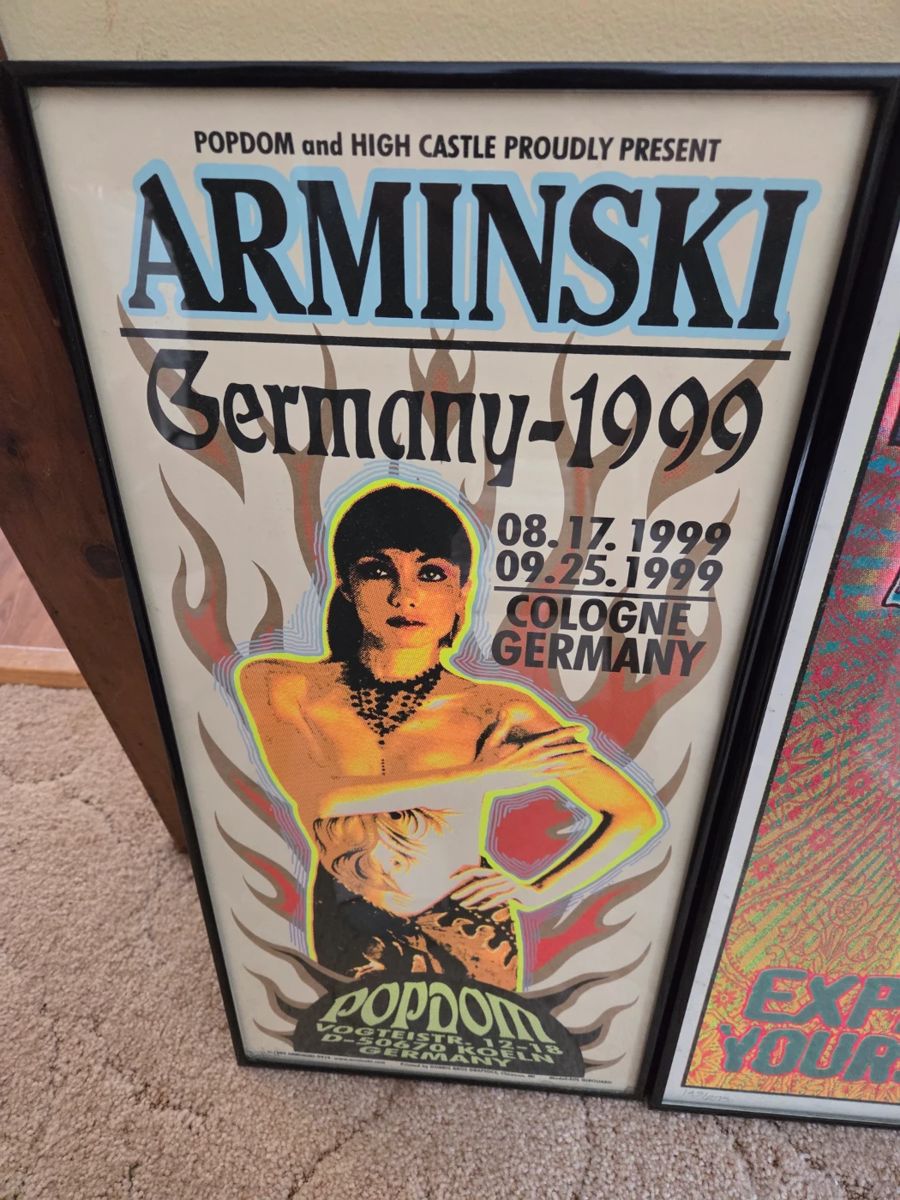 POPDOM and HIGH CASTLE PROUDLY PRESENT
ARMINSKI
Germany-1999
08.17.1999
09.25.1999
COLOGNE
GERMANY
POPDOM
VOGTEISTR. 12-18
D-50670 KOELN
GERMANY
EXP
YOURS